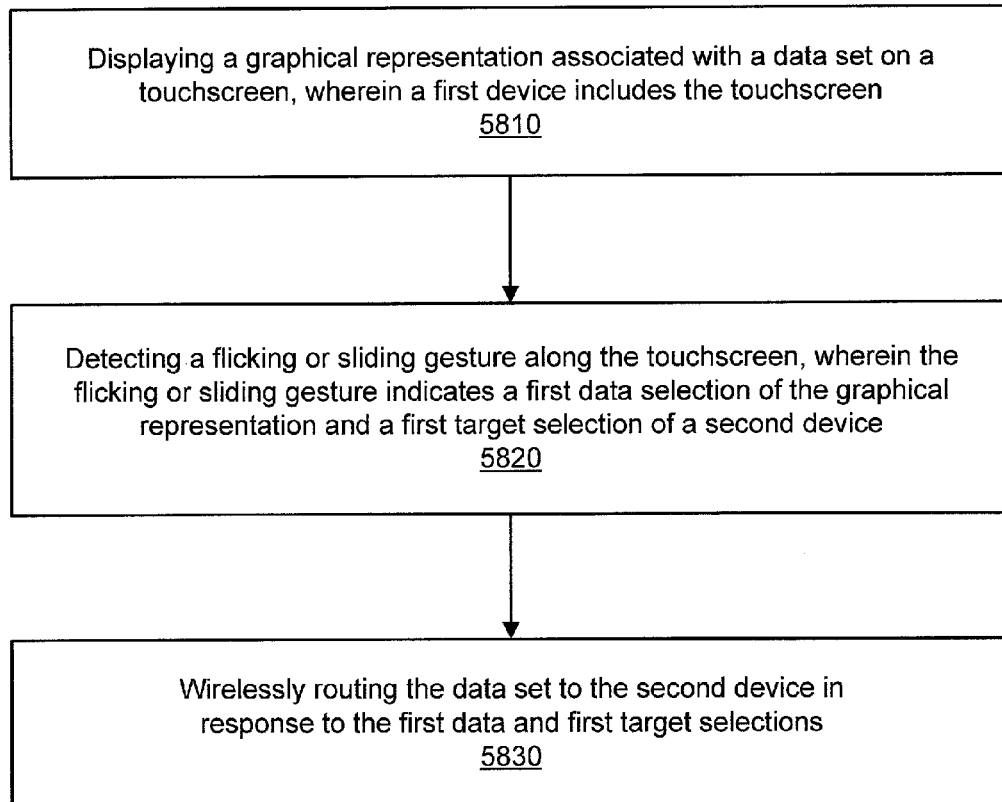 Displaying a graphical representation associated with a data set on a
touchscreen, wherein a first device includes the touchscreen
5810
Detecting a flicking or sliding gesture along the touchscreen, wherein the
flicking or sliding gesture indicates a first data selection of the graphical
representation and a first target selection of a second device
5820
Wirelessly routing the data set to the second device in
response to the first data and first target selections
5830